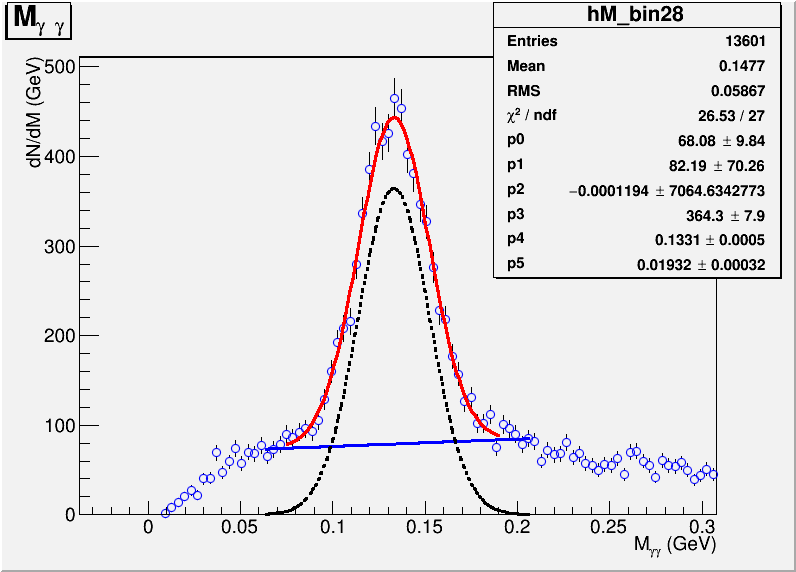 M γ γ
hM_bin28
Entries 13601
Mean 0.1477
RMS 0.05867
χ² / ndf 26.53 / 27
p0 68.08 ± 9.84
p1 82.19 ± 70.26
p2 −0.0001194 ± 7064.6342773
p3 364.3 ± 7.9
p4 0.1331 ± 0.0005
p5 0.01932 ± 0.00032
dN/dM (GeV)
500
400
300
200
100
0
0 0.05 0.1 0.15 0.2 0.25 0.3
Mγγ (GeV)